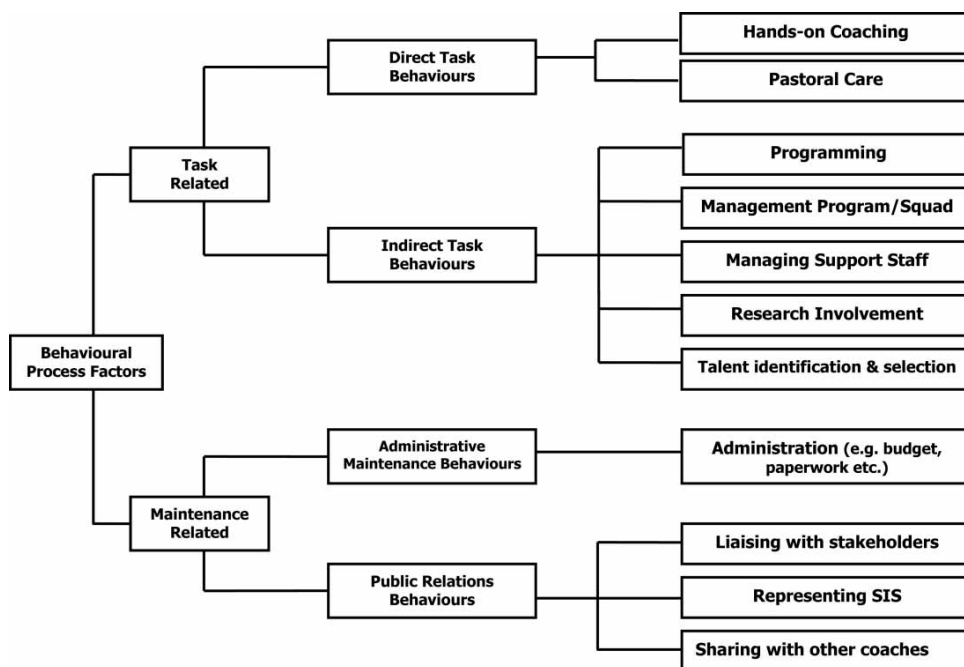 Hands-on Coaching
Direct Task
Behaviours
Pastoral Care
Task
Related
Programming
Management Program/Squad
Indirect Task
Behaviours
Managing Support Staff
Research Involvement
Talent identification & selection
Behavioural
Process Factors
Administrative
Maintenance Behaviours
Administration (e.g. budget,
paperwork etc.)
Maintenance
Related
Liaising with stakeholders
Public Relations
Behaviours
Representing SIS
Sharing with other coaches